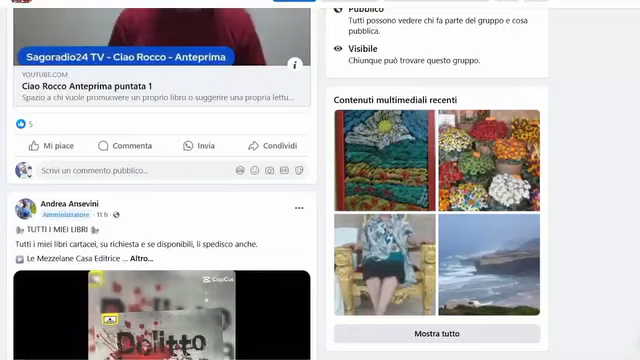 Sagoradio24 TV - Ciao Rocco - Anteprima
YOUTUBE.COM
Ciao Rocco Anteprima puntata 1
Spazio a chi vuole promuovere un proprio libro o suggerire una propria lettu...
5
Mi piace
Commenta
Invia
Condividi
Scrivi un commento pubblico...
Andrea Ansevini
Amministratore · 11 h ·
TUTTI I MIEI LIBRI
Tutti i miei libri cartacei, su richiesta e se disponibili, li spedisco anche.
Le Mezzelane Casa Editrice ... Altro...
CapCut
Delitto
Delitto
Pubblico
Tutti possono vedere chi fa parte del gruppo e cosa
pubblica.
Visibile
Chiunque può trovare questo gruppo.
Contenuti multimediali recenti
Mostra tutto